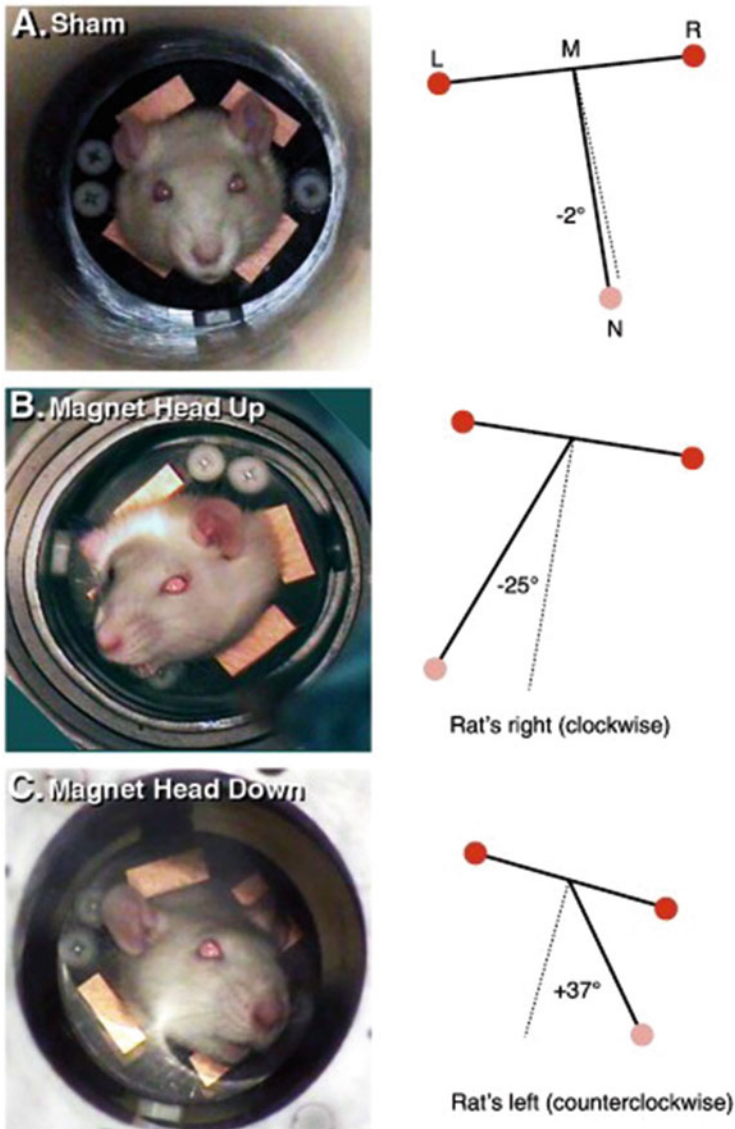 A. Sham
L
M
R
-2°
N
B. Magnet Head Up
-25°
Rat's right (clockwise)
C. Magnet Head Down
+37°
Rat's left (counterclockwise)